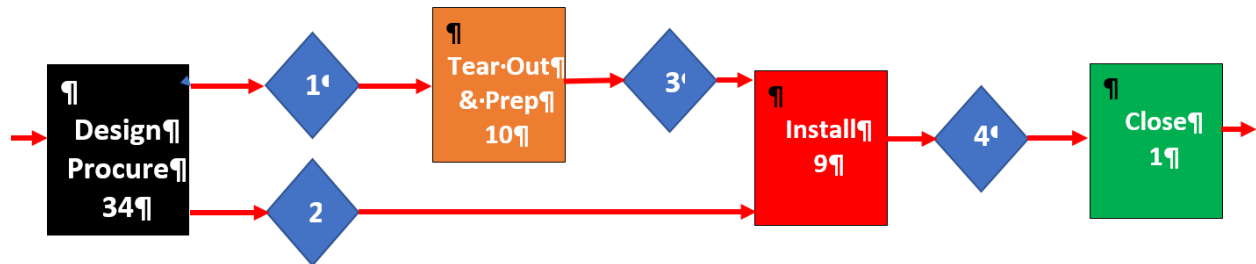 ¶
Design¶
Procure¶
34¶
1¶
2
¶
Tear·Out¶
&·Prep¶
10¶
3¶
¶
Install¶
9¶
4¶
¶
Close¶
1¶